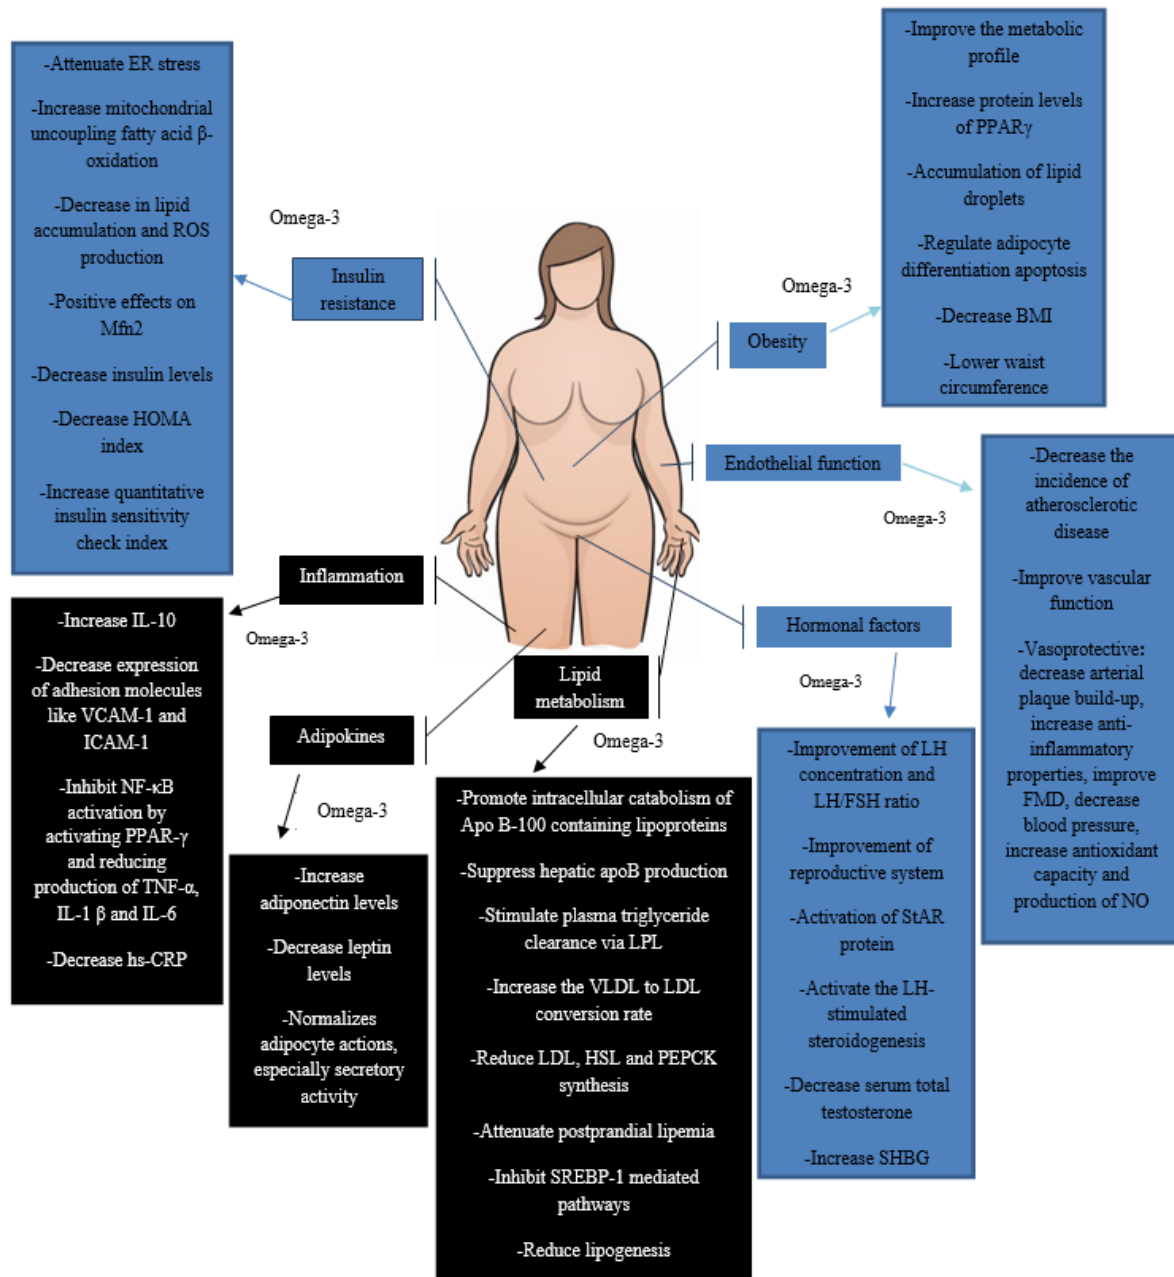 -Attenuate ER stress
-Increase mitochondrial
uncoupling fatty acid β-
oxidation
-Decrease in lipid
accumulation and ROS
production
-Positive effects on
Mfn2
-Decrease insulin levels
-Decrease HOMA
index
-Increase quantitative
insulin sensitivity
check index
Omega-3
Insulin
resistance
-Improve the metabolic
profile
-Increase protein levels
of PPARγ
-Accumulation of lipid
droplets
-Regulate adipocyte
differentiation apoptosis
-Decrease BMI
-Lower waist
circumference
Omega-3
Obesity
Endothelial function
Omega-3
-Decrease the
incidence of
atherosclerotic
disease
-Improve vascular
function
-Vasoprotective:
decrease arterial
plaque build-up,
increase anti-
inflammatory
properties, improve
FMD, decrease
blood pressure,
increase antioxidant
capacity and
production of NO
Inflammation
Omega-3
-Increase IL-10
-Decrease expression
of adhesion molecules
like VCAM-1 and
ICAM-1
-Inhibit NF-κB
activation by
activating PPAR-γ
and reducing
production of TNF-α,
IL-1 β and IL-6
-Decrease hs-CRP
Adipokines
Omega-3
-Increase
adiponectin levels
-Decrease leptin
levels
-Normalizes
adipocyte actions,
especially secretory
activity
Lipid
metabolism
Omega-3
-Promote intracellular catabolism of
Apo B-100 containing lipoproteins
-Suppress hepatic apoB production
-Stimulate plasma triglyceride
clearance via LPL
-Increase the VLDL to LDL
conversion rate
-Reduce LDL, HSL and PEPCK
synthesis
-Attenuate postprandial lipemia
-Inhibit SREBP-1 mediated
pathways
-Reduce lipogenesis
Hormonal factors
Omega-3
-Improvement of LH
concentration and
LH/FSH ratio
-Improvement of
reproductive system
-Activation of StAR
protein
-Activate the LH-
stimulated
steroidogenesis
-Decrease serum total
testosterone
-Increase SHBG